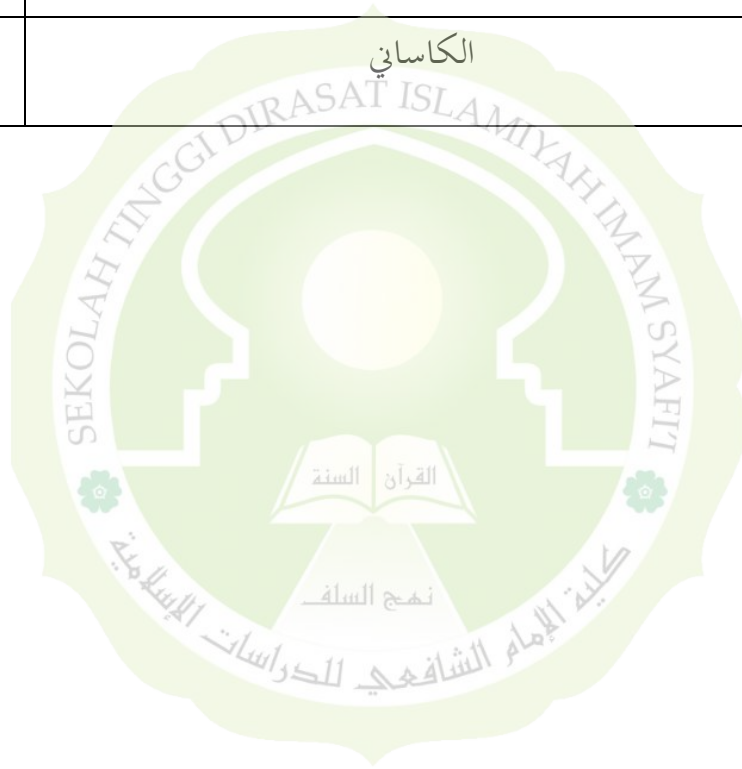 الكاساني
SEKOLAH TINGGI DIRASAT ISLAMIYAH IMAM SYAFI'I
القرآن السنة
نهج السلف
كلية الإمام الشافعي للدراسات الإسلامية